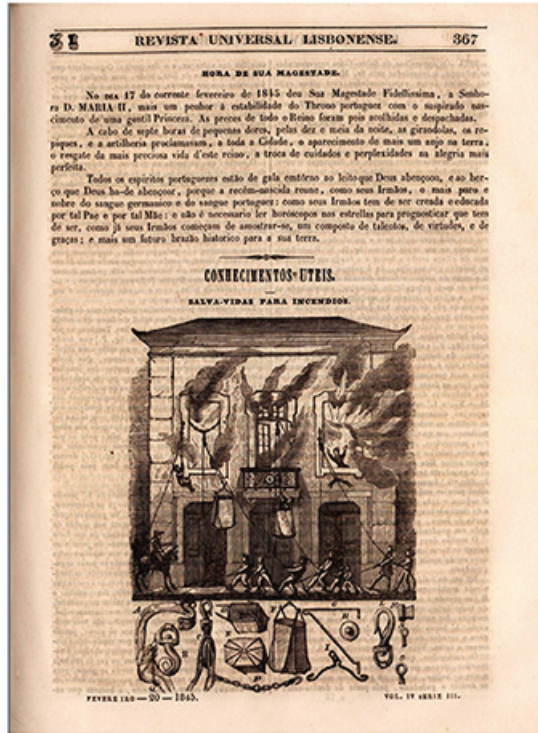 31 REVISTA UNIVERSAL LISBONENSE. 367
HORA DE SUA MAGESTADE.
No DIA 17 do corrente fevereiro de 1845 deu Sua Magestade Fidelissima, a Senho-
ra D. MARIA II, mais um penhor á estabilidade do Throno portuguez com o suspirado nas-
cimento de uma gentil Princeza. As preces de todo o Reino foram pois acolhidas e despachadas.
A cabo de septe horas de pequenas dores, pelas dez e meia da noite, as girandolas, os re-
piques, e a artilheria proclamavam, a toda a Cidade, o aparecimento de mais um anjo na terra,
o resgate da mais preciosa vida d'este reino, a troca de cuidados e perplexidades na alegria mais
perfeita.
Todos os espiritos portuguezes estão de gala emtôrno ao leito que Deus abençoou, e ao ber-
ço que Deus ha-de abençoar, porque a recêm-nascida reune, como seus Irmãos, o mais puro e
nobre do sangue germanico e do sangue portuguez: como seus Irmãos tem de ser creada e educada
por tal Pae e por tal Mãe: e não é necessario ler horóscopos nas estrellas para prognosticar que tem
de ser, como já seus Irmãos começam de amostrar-se, um composto de talentos, de virtudes, e de
graças; e mais um futuro brazão historico para a sua terra.
CONHECIMENTOS UTEIS.
SALVA-VIDAS PARA INCENDIOS.
FEVEREIRO — 20 — 1845. VOL. IV SERIE III.